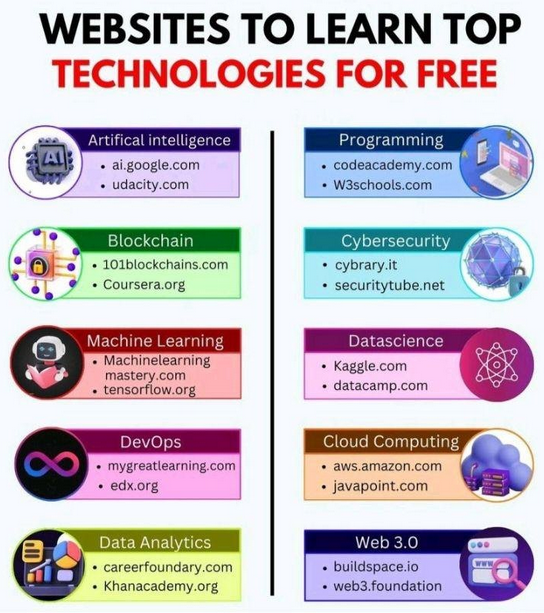 WEBSITES TO LEARN TOP
TECHNOLOGIES FOR FREE
AI
Artifical intelligence
• ai.google.com
• udacity.com
Blockchain
• 101blockchains.com
• Coursera.org
Machine Learning
• Machinelearning
mastery.com
• tensorflow.org
DevOps
• mygreatlearning.com
• edx.org
Data Analytics
• careerfoundary.com
• Khanacademy.org
Programming
• codeacademy.com
• W3schools.com
Cybersecurity
• cybrary.it
• securitytube.net
Datascience
• Kaggle.com
• datacamp.com
Cloud Computing
• aws.amazon.com
• javapoint.com
Web 3.0
• buildspace.io
• web3.foundation
WWW